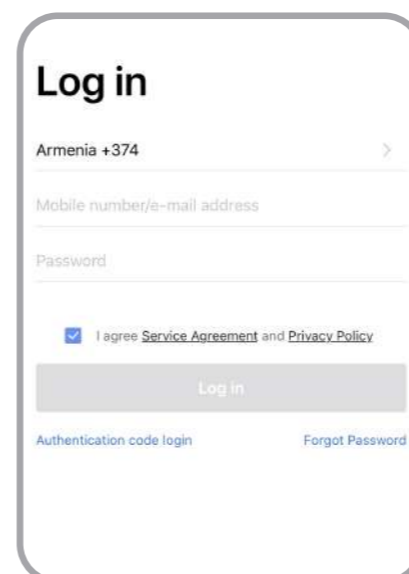 Log in
Armenia +374
Mobile number/e-mail address
Password
I agree Service Agreement and Privacy Policy
Log in
Authentication code login Forgot Password